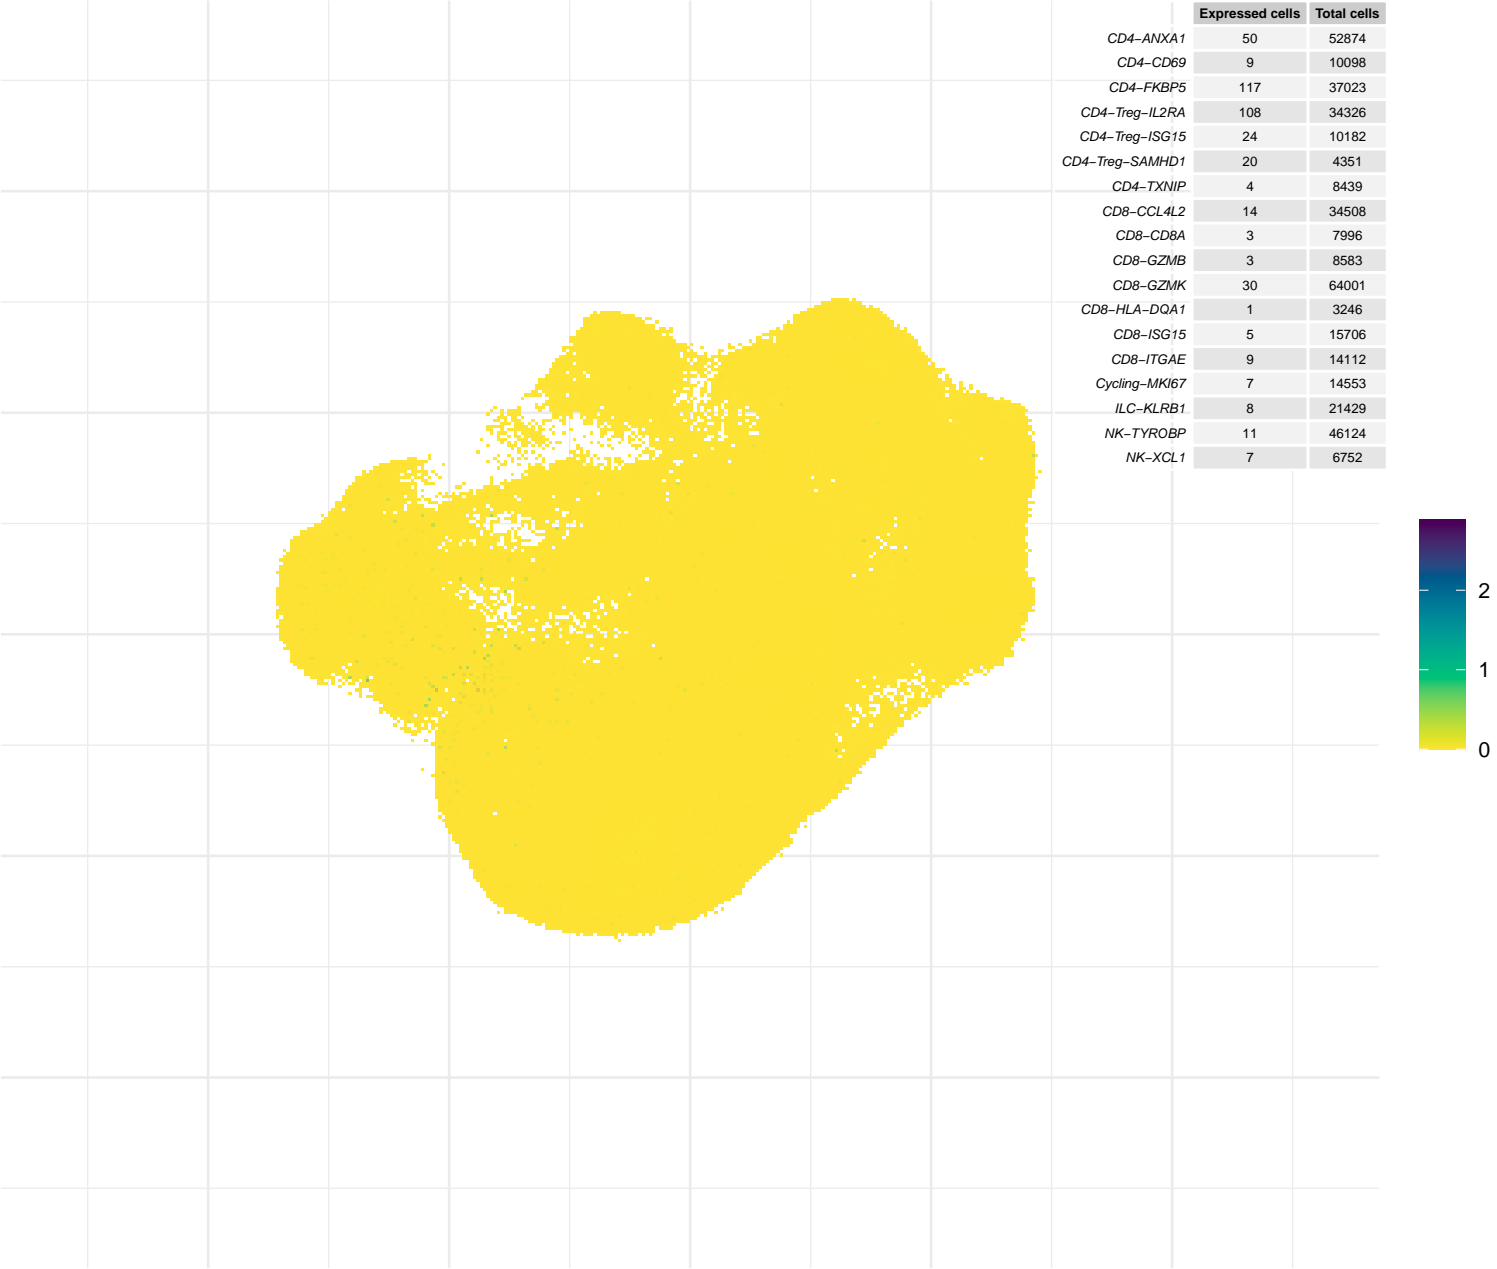 Expressed cells Total cells
CD4−ANXA1 50 52874
CD4−CD69 9 10098
CD4−FKBP5 117 37023
CD4−Treg−IL2RA 108 34326
CD4−Treg−ISG15 24 10182
CD4−Treg−SAMHD1 20 4351
CD4−TXNIP 4 8439
CD8−CCL4L2 14 34508
CD8−CD8A 3 7996
CD8−GZMB 3 8583
CD8−GZMK 30 64001
CD8−HLA−DQA1 1 3246
CD8−ISG15 5 15706
CD8−ITGAE 9 14112
Cycling−MKI67 7 14553
ILC−KLRB1 8 21429
NK−TYROBP 11 46124
NK−XCL1 7 6752
2
1
0